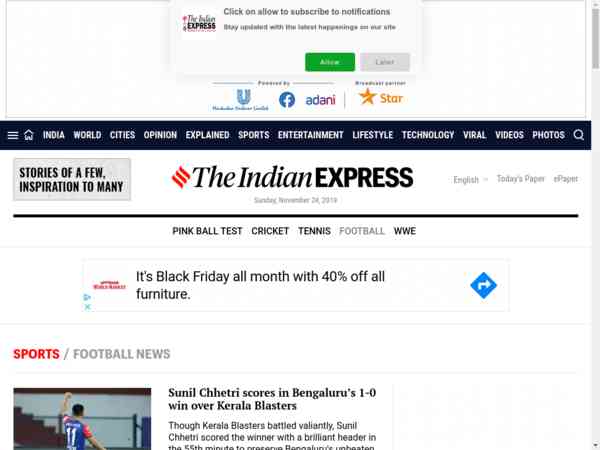 Click on allow to subscribe to notifications
Stay updated with the latest happenings on our site
Allow
Later
The Indian
EXPRESS
Powered by
Broadcast partner
Hindustan Unilever Limited
adani
Star
INDIA WORLD CITIES OPINION EXPLAINED SPORTS ENTERTAINMENT LIFESTYLE TECHNOLOGY VIRAL VIDEOS PHOTOS
STORIES OF A FEW,
INSPIRATION TO MANY
The Indian EXPRESS
Sunday, November 24, 2019
English
Today's Paper
ePaper
PINK BALL TEST CRICKET TENNIS FOOTBALL WWE
WORLD MARKET
It's Black Friday all month with 40% off all
furniture.
SPORTS / FOOTBALL NEWS
11
Sunil Chhetri scores in Bengaluru's 1-0
win over Kerala Blasters
Though Kerala Blasters battled valiantly, Sunil
Chhetri scored the winner with a brilliant header in
the 55th minute to preserve Bengaluru's unbeaten